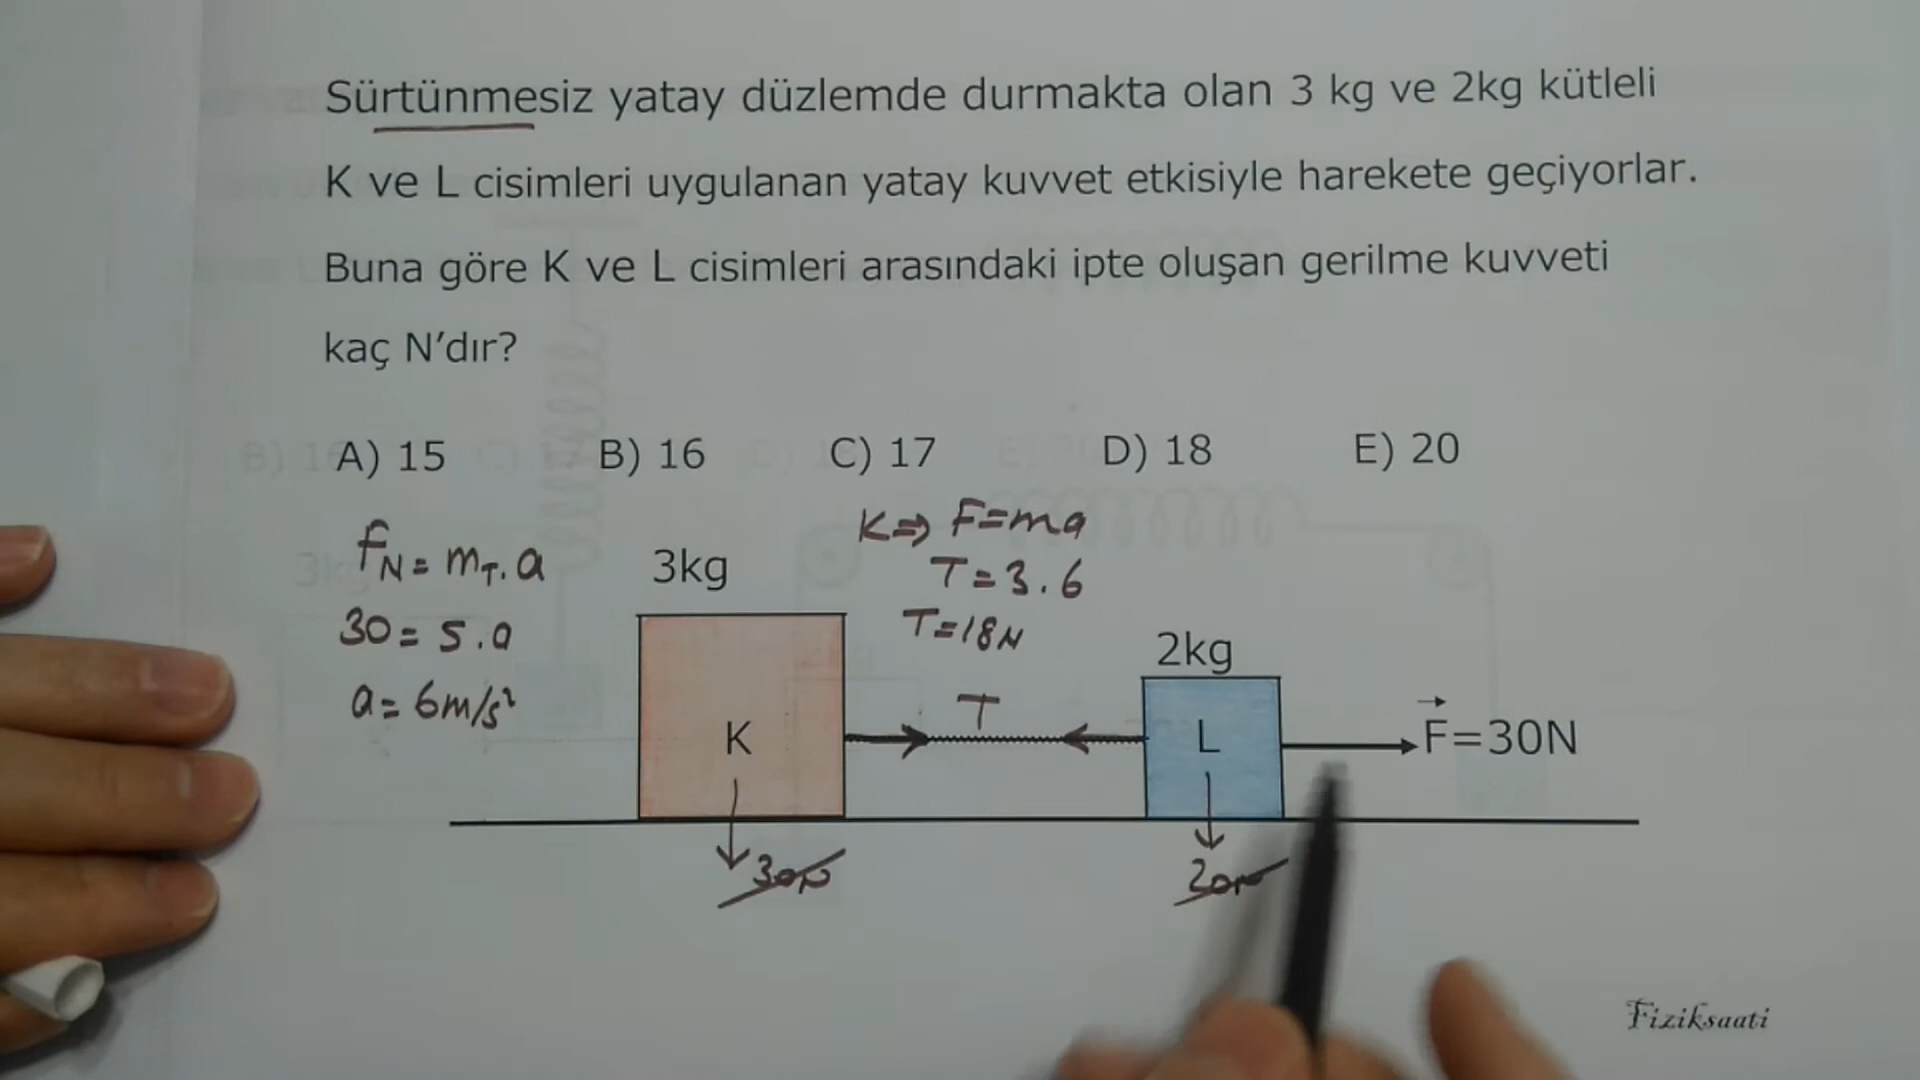 Sürtünmesiz yatay düzlemde durmakta olan 3 kg ve 2kg kütleli
K ve L cisimleri uygulanan yatay kuvvet etkisiyle harekete geçiyorlar.
Buna göre K ve L cisimleri arasındaki ipte oluşan gerilme kuvveti
kaç N'dır?
A) 15 B) 16 C) 17 D) 18 E) 20
K⇒ F=ma
T=3.6
T=18N
fN=mT.a
30=5.a
a=6m/s²
3kg
2kg
T
K
L
F=30N
30N
20N
Fiziksaati